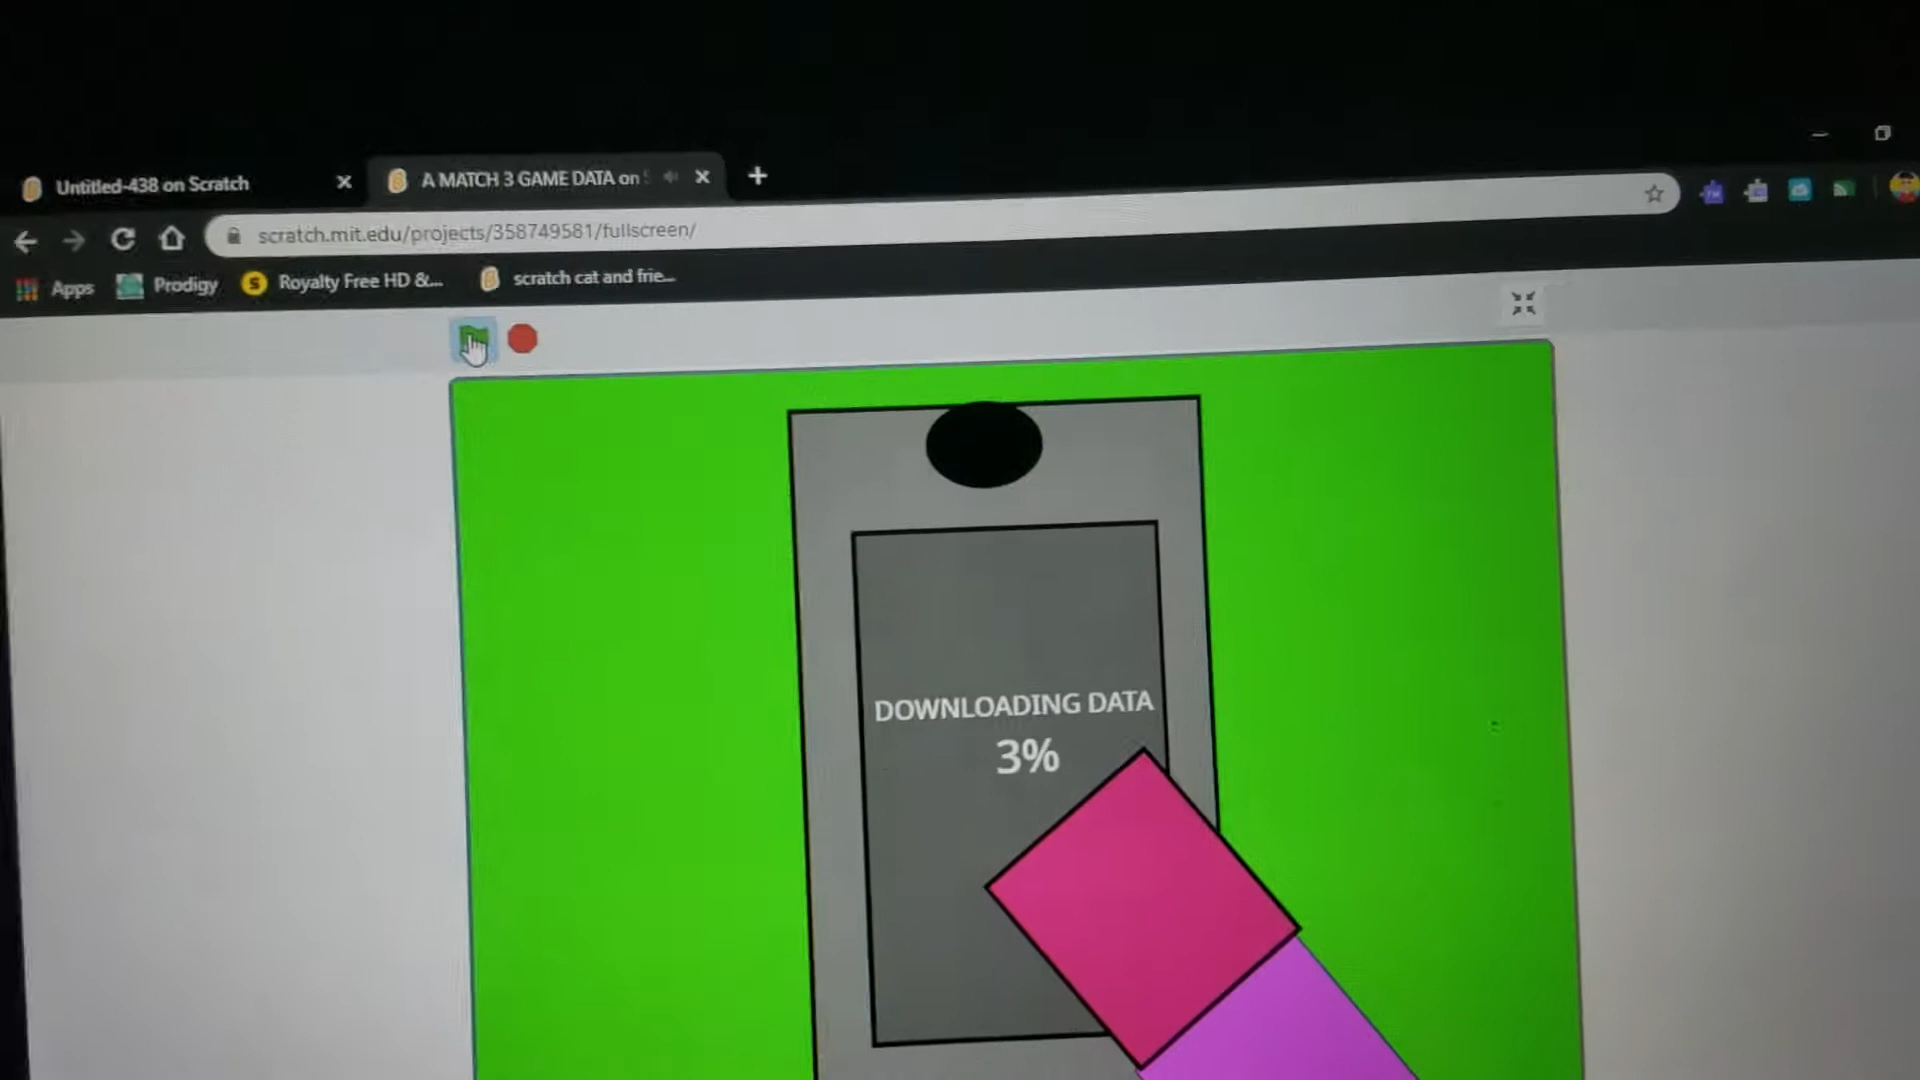 Untitled-438 on Scratch
A MATCH 3 GAME DATA on
scratch.mit.edu/projects/358749581/fullscreen/
Apps
Prodigy
Royalty Free HD &...
scratch cat and frie...
DOWNLOADING DATA
3%